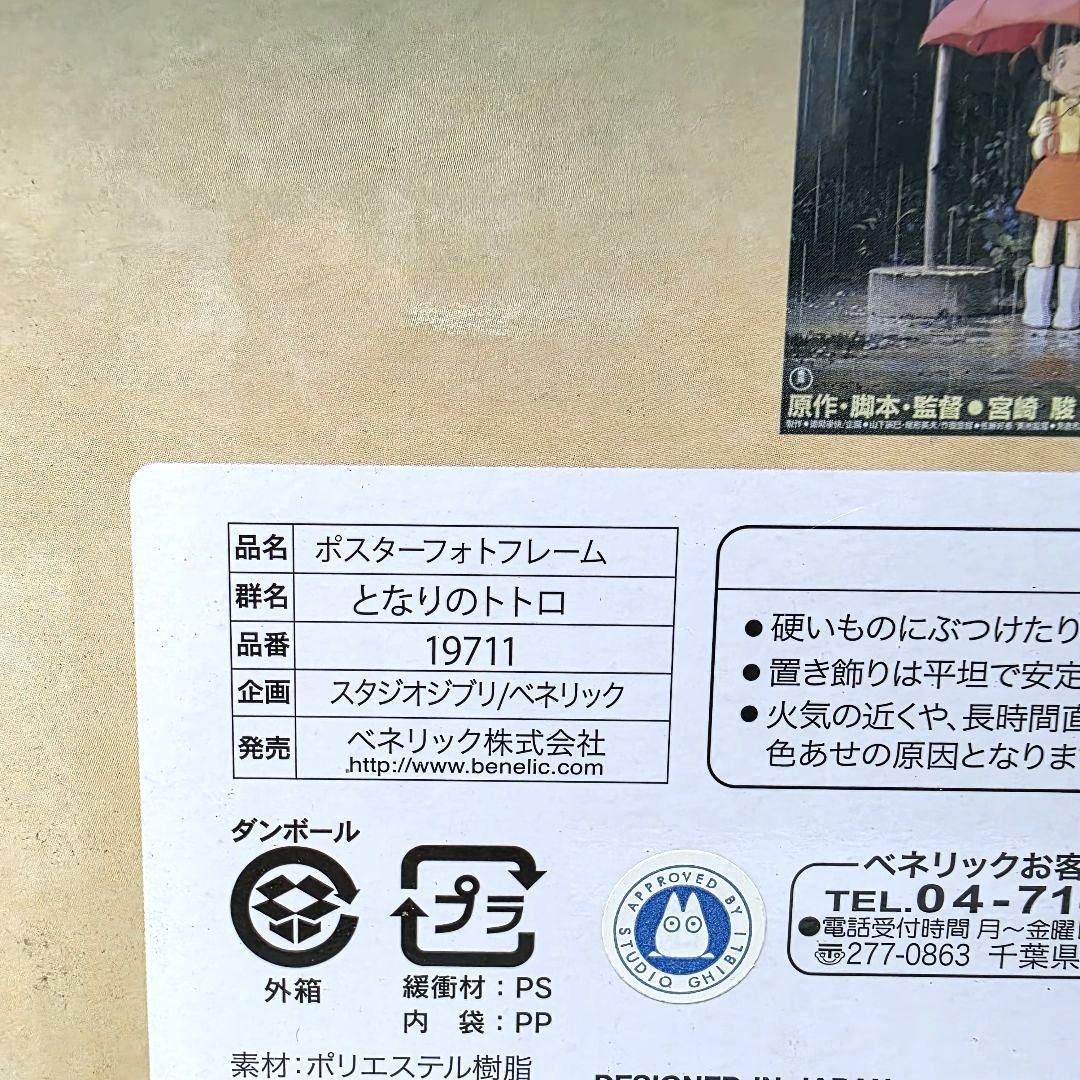 原作・脚本・監督●宮崎 駿
品名 ポスターフォトフレーム
群名 となりのトトロ
品番 19711
企画 スタジオジブリ/ベネリック
発売 ベネリック株式会社
http://www.benelic.com
●硬いものにぶつけたり
●置き飾りは平坦で安定
●火気の近くや、長時間直
色あせの原因となりま
ダンボール
外箱
プラ
緩衝材：PS
内　袋：PP
素材：ポリエステル樹脂
APPROVED BY
STUDIO GHIBLI
ベネリックお客
TEL.04-71
●電話受付時間 月～金曜
277-0863 千葉県
DESIGNED IN JAPAN